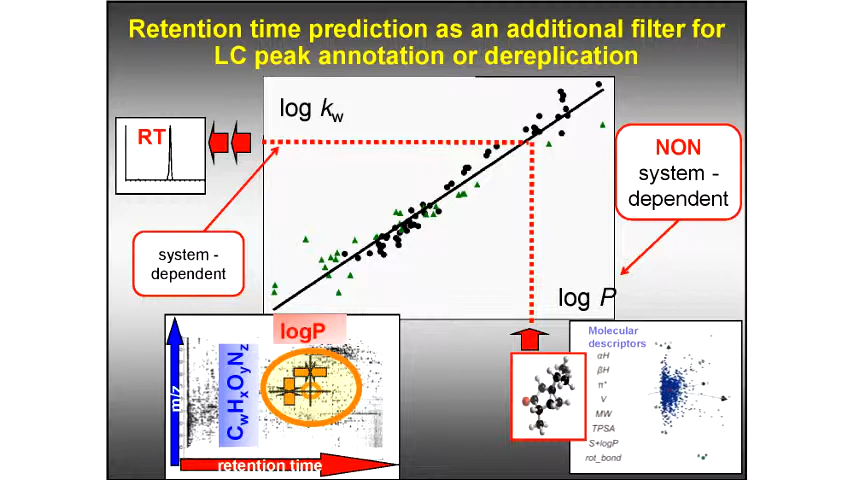 Retention time prediction as an additional filter for
LC peak annotation or dereplication
log kw
RT
NON
system -
dependent
system -
dependent
log P
logP
CwHxOyNz
m/z
retention time
Molecular
descriptors
αH
βH
π*
V
MW
TPSA
S+logP
rot_bond